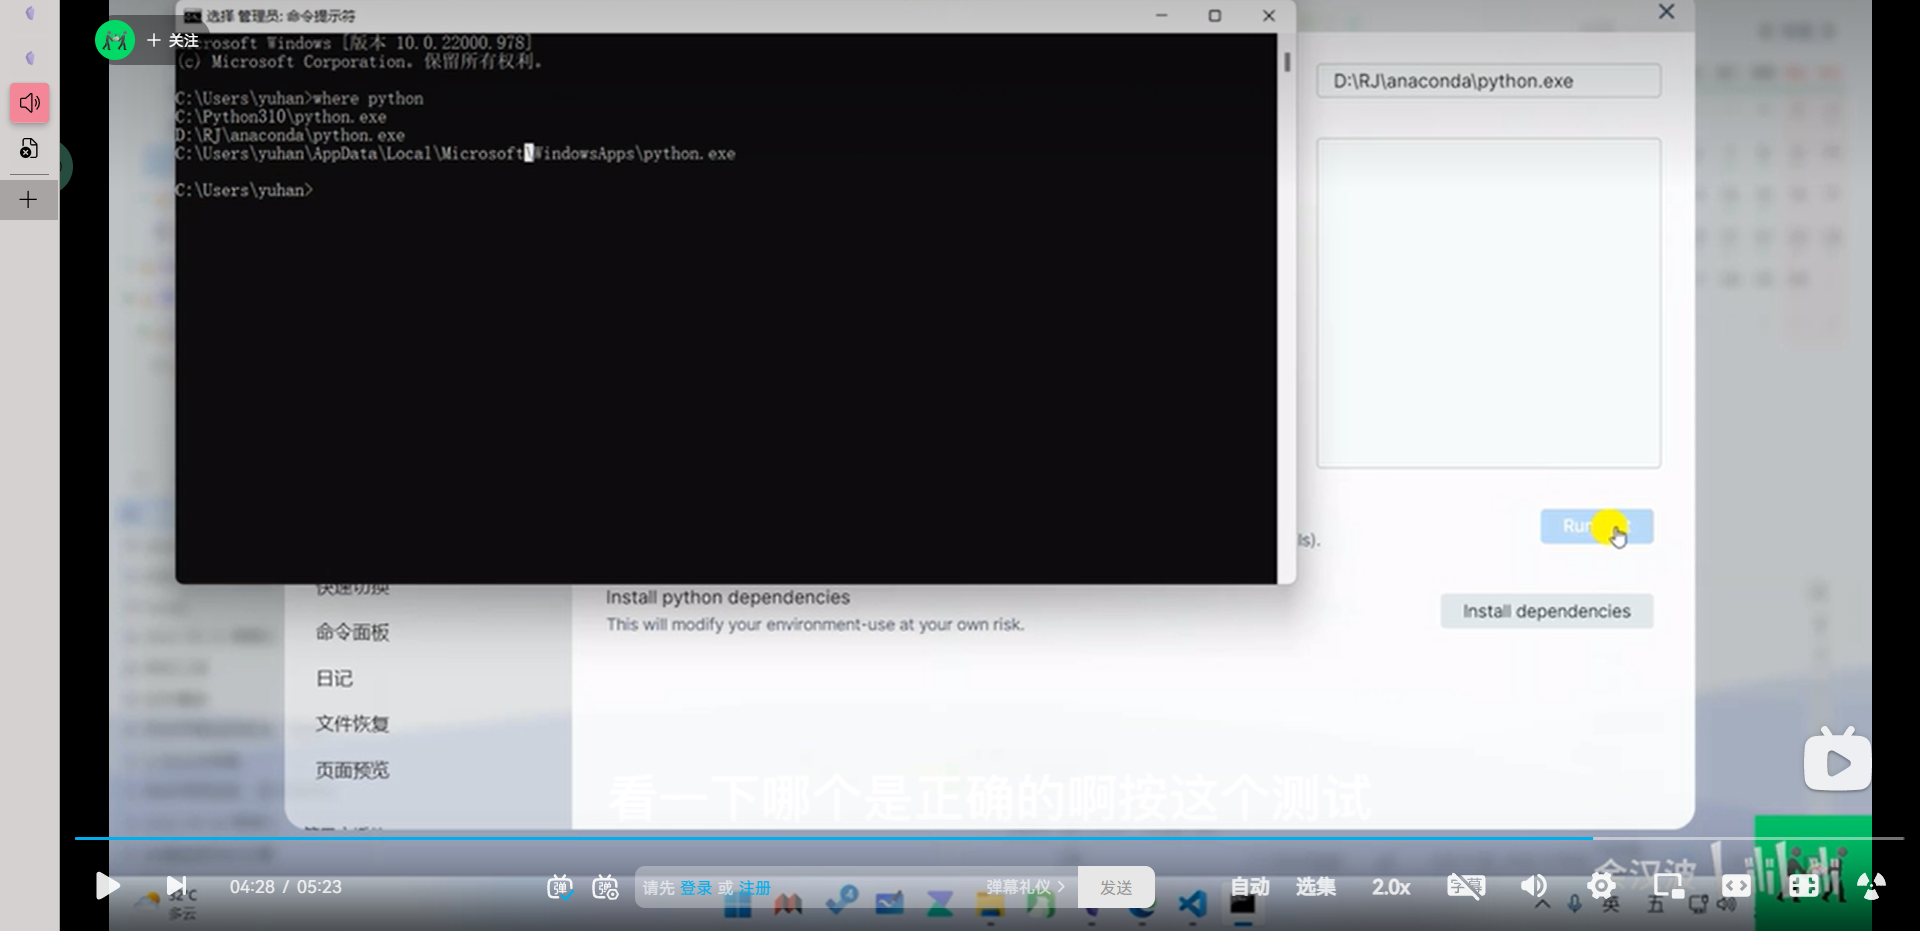 选择 管理员: 命令提示符
+ 关注
rosoft Windows [版本 10.0.22000.978]
(c) Microsoft Corporation。保留所有权利。
C:\Users\yuhan>where python
C:\Python310\python.exe
D:\RJ\anaconda\python.exe
C:\Users\yuhan\AppData\Local\Microsoft\WindowsApps\python.exe
C:\Users\yuhan>
D:\RJ\anaconda\python.exe
ls).
Install python dependencies
This will modify your environment-use at your own risk.
Install dependencies
快速切换
命令面板
日记
文件恢复
页面预览
看一下哪个是正确的啊按这个测试
04:28 / 05:23
弹
弹
请先 登录 或 注册
弹幕礼仪 >
发送
自动
选集
2.0x
字幕
32°C
多云
英
五